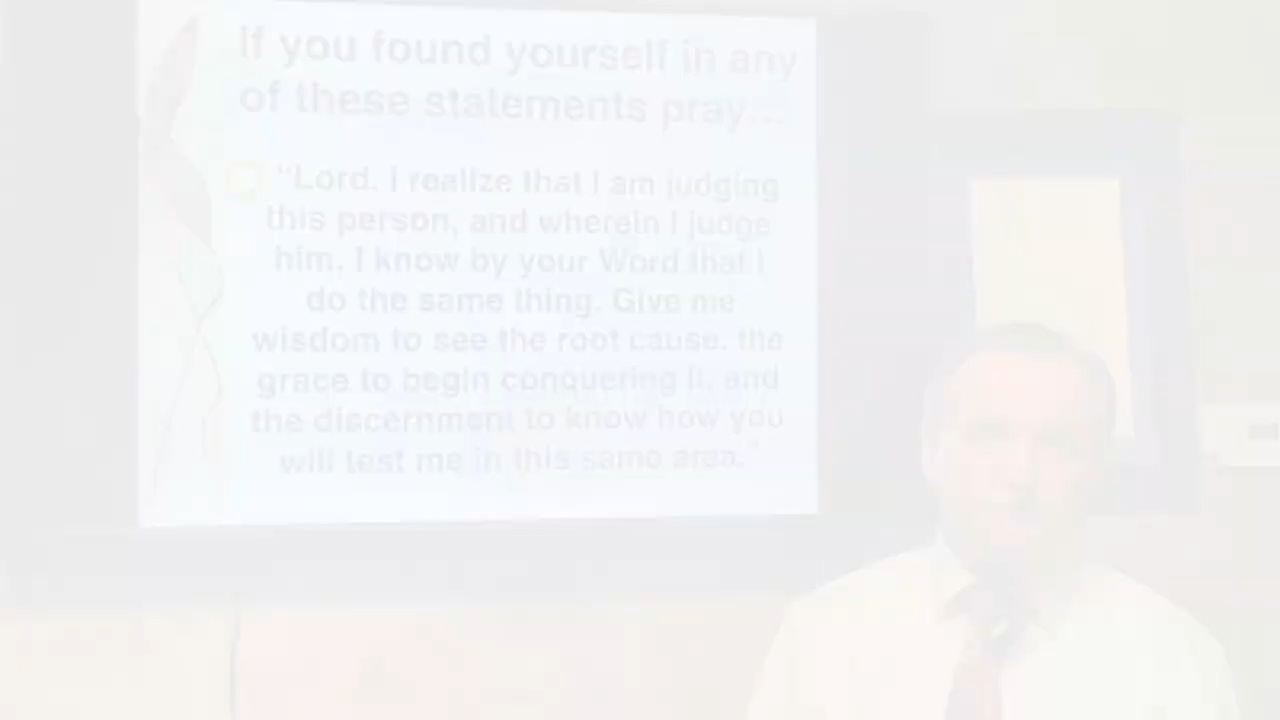 If you found yourself in any
of these statements pray...
"Lord, I realize that I am judging
this person, and wherein I judge
him, I know by your Word that I
do the same thing. Give me
wisdom to see the root cause, the
grace to begin conquering it, and
the discernment to know how you
will test me in this same area."